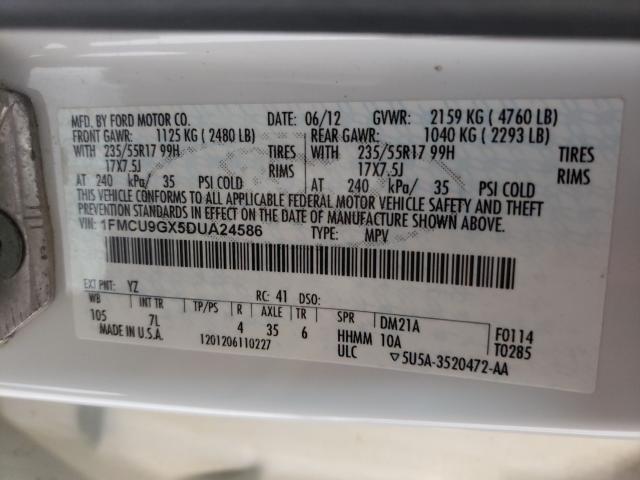 MFD. BY FORD MOTOR CO. DATE: 06/12 GVWR: 2159 KG ( 4760 LB)
FRONT GAWR: 1125 KG ( 2480 LB) REAR GAWR: 1040 KG ( 2293 LB)
WITH 235/55R17 99H TIRES WITH 235/55R17 99H TIRES
17X7.5J RIMS 17X7.5J RIMS
AT 240 kPa/ 35 PSI COLD AT 240 kPa/ 35 PSI COLD
THIS VEHICLE CONFORMS TO ALL APPLICABLE FEDERAL MOTOR VEHICLE SAFETY AND THEFT
PREVENTION STANDARDS IN EFFECT ON THE DATE OF MANUFACTURE SHOWN ABOVE.
VIN: 1FMCU9GX5DUA24586 TYPE: MPV
EXT PNT: YZ RC: 41 DSO:
WB INT TR TP/PS R AXLE TR SPR DM21A F0114
105 7L 4 35 6 HHMM 10A T0285
MADE IN U.S.A. 1201206110227 ULC ▽5U5A-3520472-AA